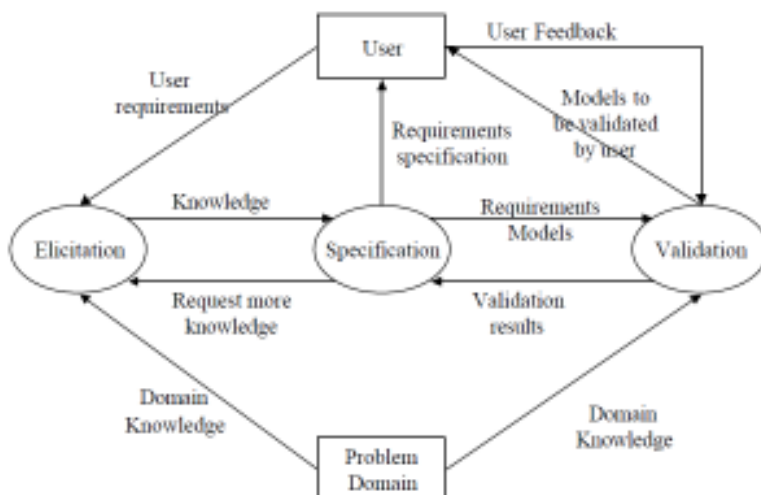 User
User Feedback
User
requirements
Models to
be validated
by user
Requirements
specification
Knowledge
Requirements
Models
Elicitation
Specification
Validation
Request more
knowledge
Validation
results
Domain
Knowledge
Domain
Knowledge
Problem
Domain